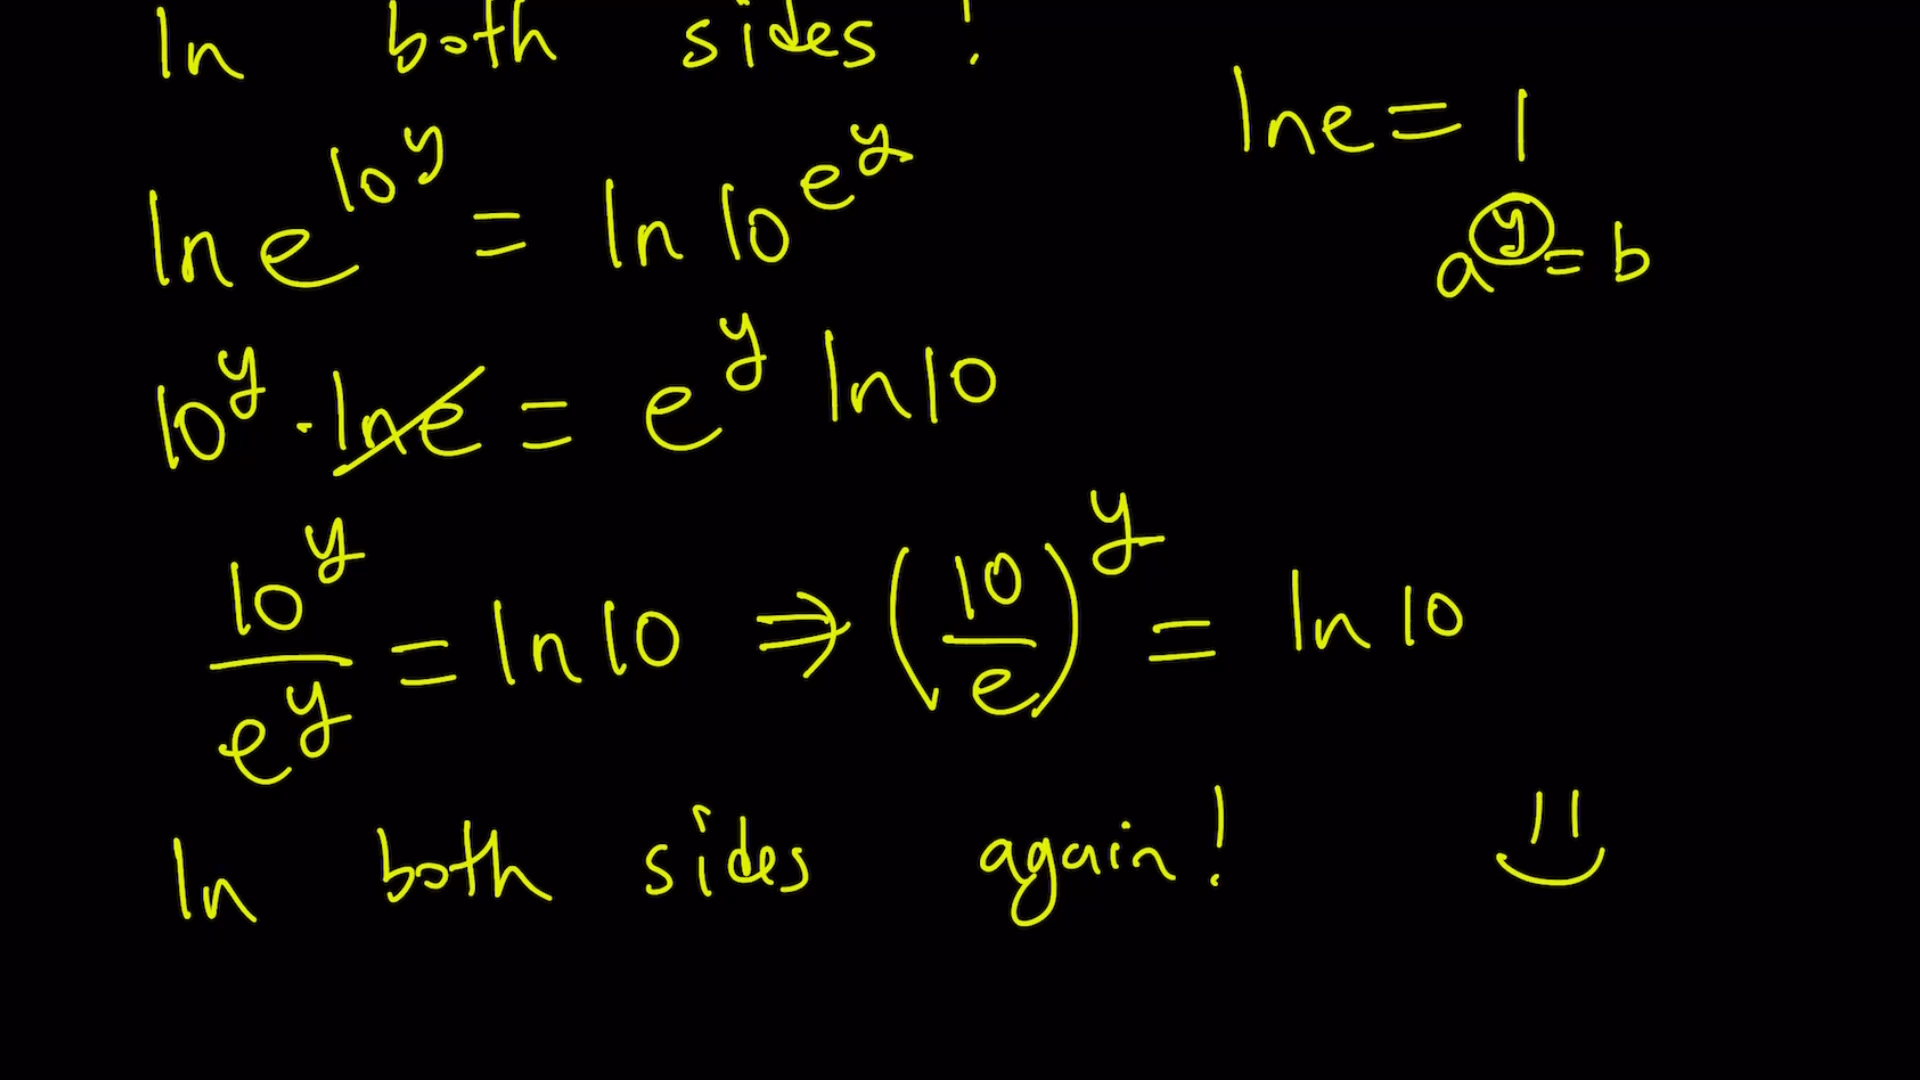 ln both sides!
ln e = 1
ln e^10^y = ln 10^e^y
a^y = b
10^y · ln e = e^y ln 10
10^y / e^y = ln 10 ⇒ (10/e)^y = ln 10
ln both sides again!